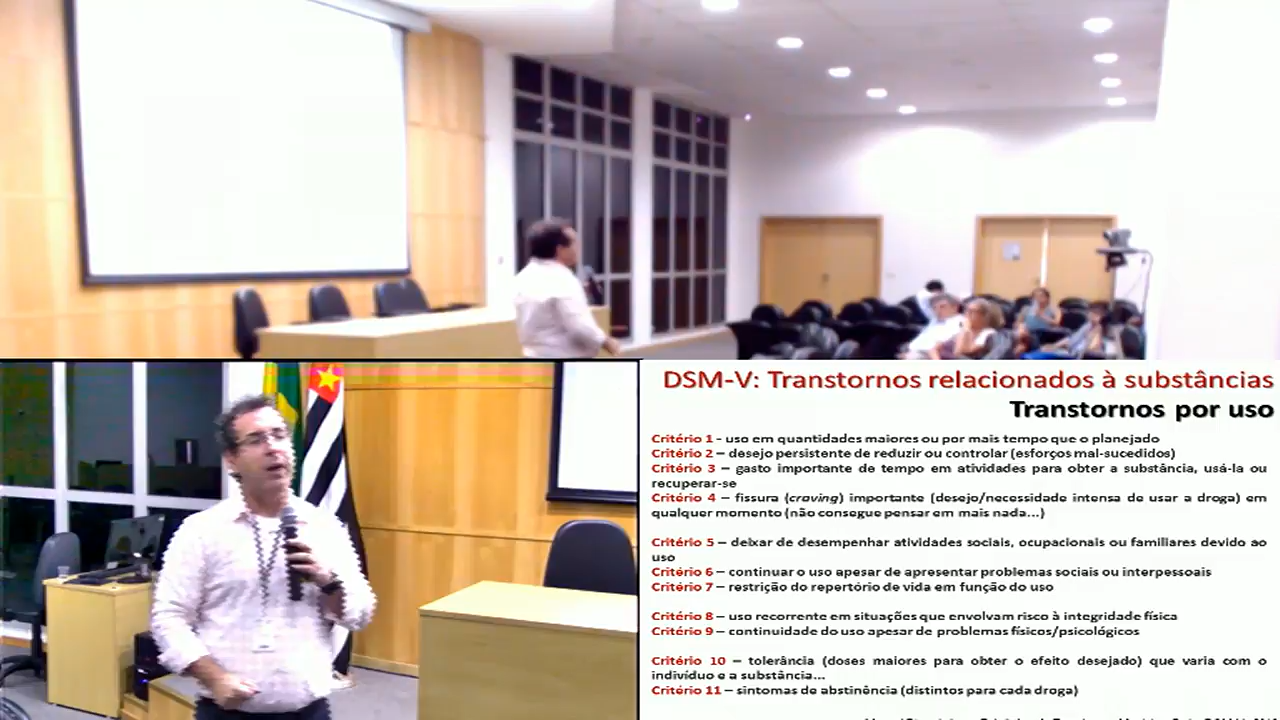 DSM-V: Transtornos relacionados à substâncias
Transtornos por uso
Critério 1 - uso em quantidades maiores ou por mais tempo que o planejado
Critério 2 – desejo persistente de reduzir ou controlar (esforços mal-sucedidos)
Critério 3 – gasto importante de tempo em atividades para obter a substância, usá-la ou
recuperar-se
Critério 4 – fissura (craving) importante (desejo/necessidade intensa de usar a droga) em
qualquer momento (não consegue pensar em mais nada...)
Critério 5 – deixar de desempenhar atividades sociais, ocupacionais ou familiares devido ao
uso
Critério 6 – continuar o uso apesar de apresentar problemas sociais ou interpessoais
Critério 7 – restrição do repertório de vida em função do uso
Critério 8 – uso recorrente em situações que envolvam risco à integridade física
Critério 9 – continuidade do uso apesar de problemas físicos/psicológicos
Critério 10 – tolerância (doses maiores para obter o efeito desejado) que varia com o
indivíduo e a substância...
Critério 11 – sintomas de abstinência (distintos para cada droga)